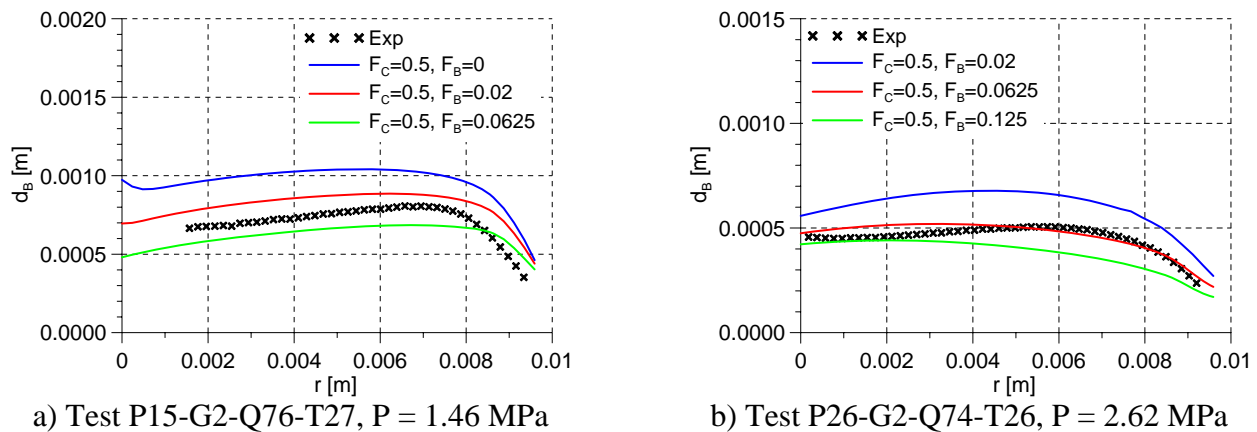 0.0020
0.0015
0.0010
0.0005
0.0000
d_B [m]
Exp
F_C=0.5, F_B=0
F_C=0.5, F_B=0.02
F_C=0.5, F_B=0.0625
0 0.002 0.004 0.006 0.008 0.01
r [m]
a) Test P15-G2-Q76-T27, P = 1.46 MPa
0.0015
0.0010
0.0005
0.0000
d_B [m]
Exp
F_C=0.5, F_B=0.02
F_C=0.5, F_B=0.0625
F_C=0.5, F_B=0.125
0 0.002 0.004 0.006 0.008 0.01
r [m]
b) Test P26-G2-Q74-T26, P = 2.62 MPa